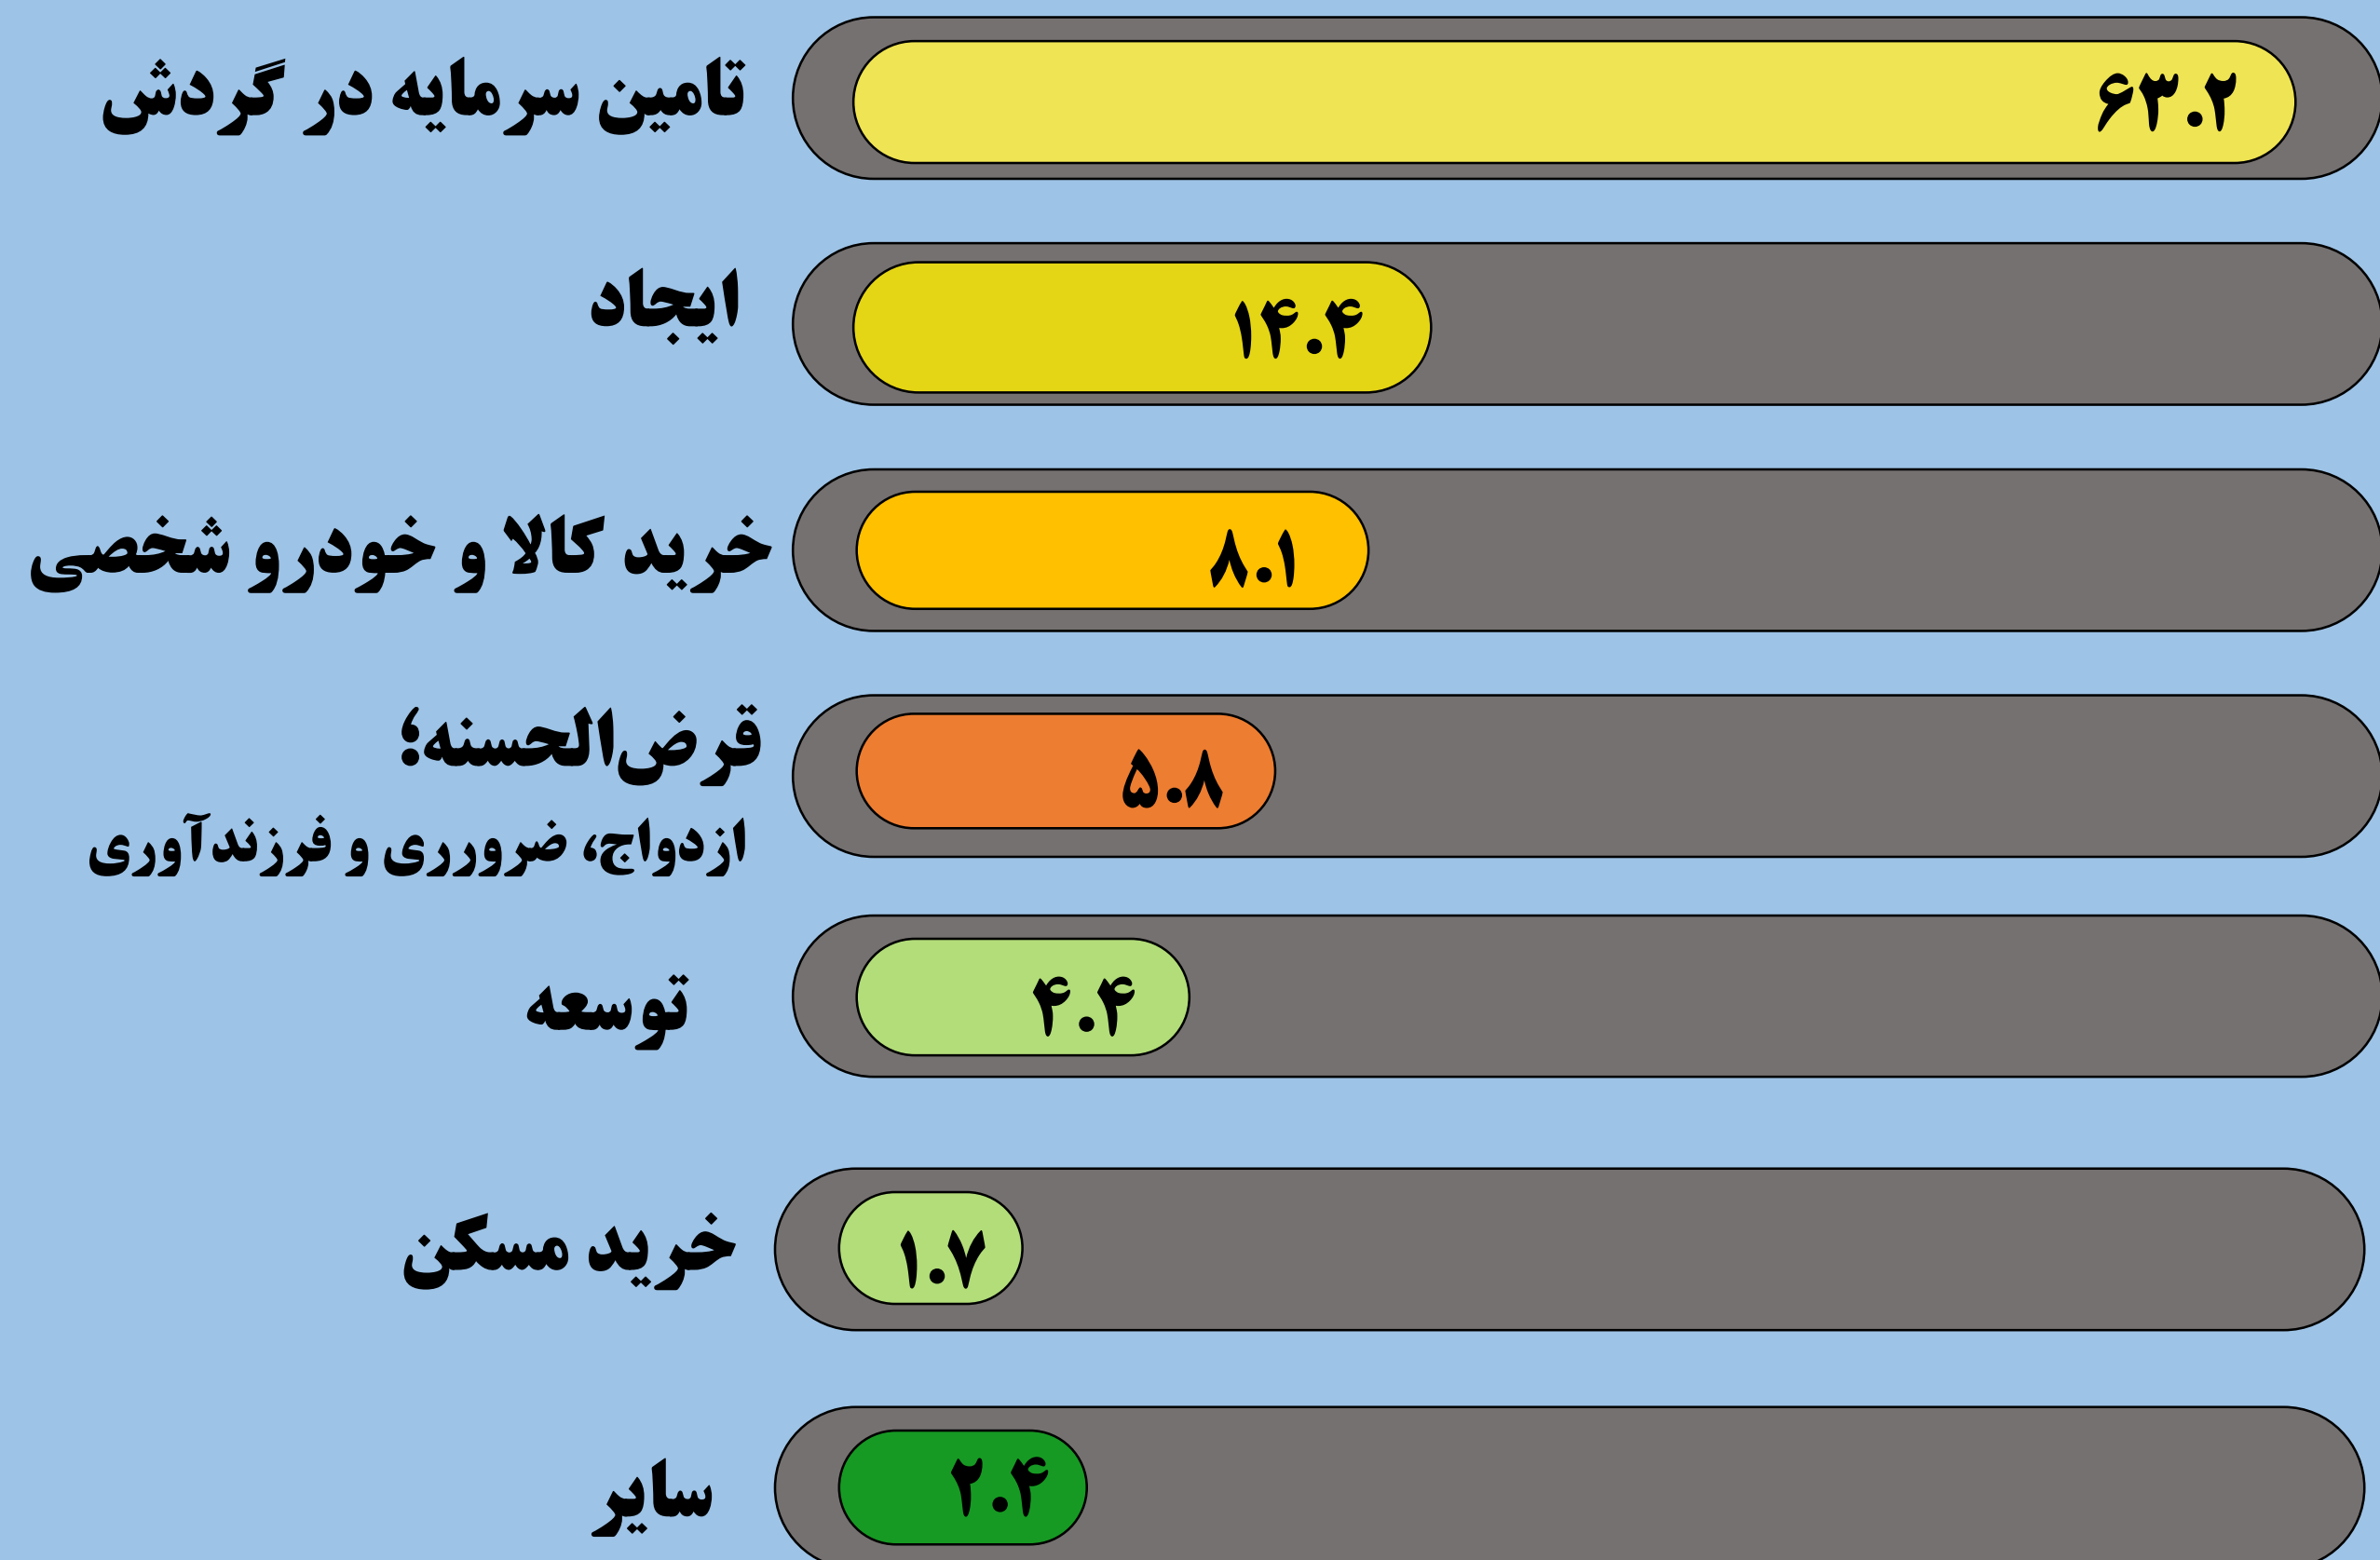 تامین سرمایه در گردش
۶۳.۲
ایجاد
۱۴.۴
خرید کالا و خودرو شخصی
۸.۱
قرض‌الحسنه؛
ازدواج، ضروری و فرزندآوری
۵.۸
توسعه
۴.۴
خرید مسکن
۱.۷
سایر
۲.۴